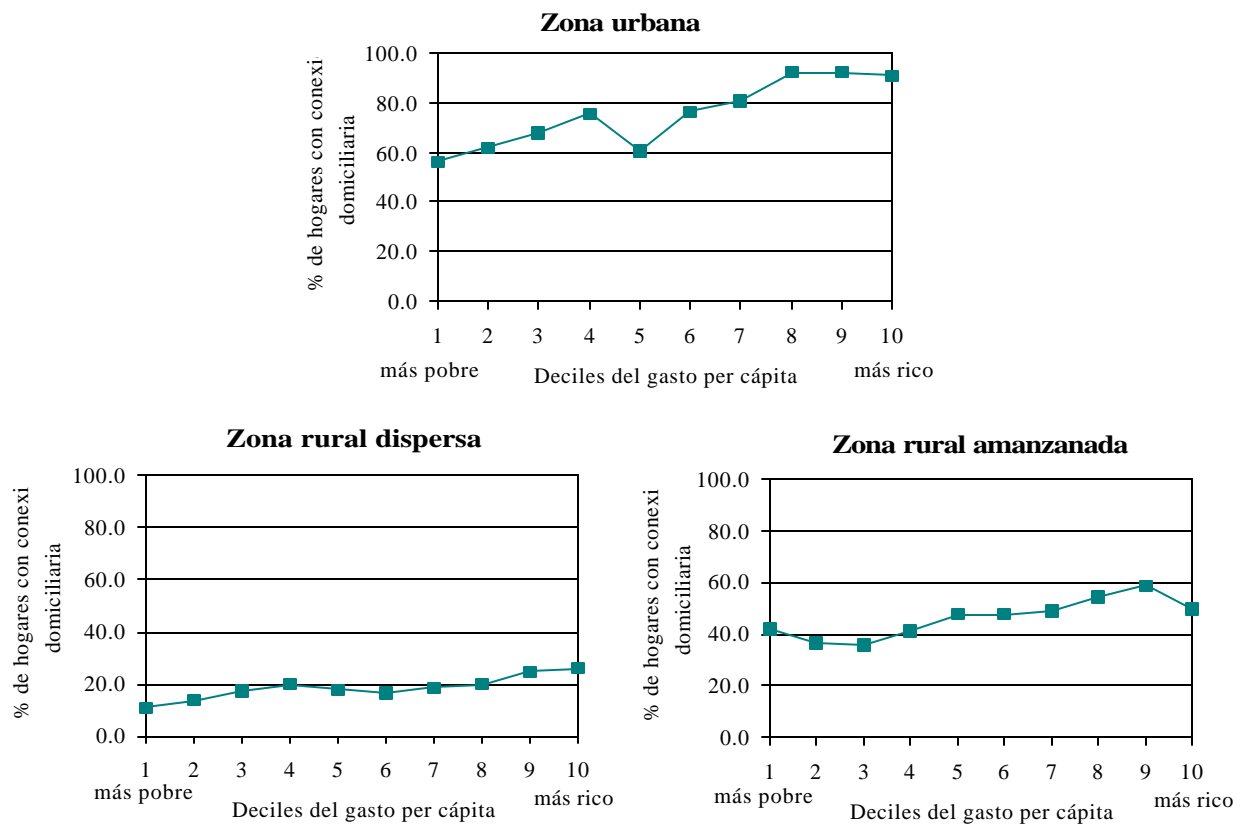 Zona urbana
% de hogares con conexi
domiciliaria
100.0
80.0
60.0
40.0
20.0
0.0
1 2 3 4 5 6 7 8 9 10
más pobre Deciles del gasto per cápita más rico
Zona rural dispersa
% de hogares con conexi
domiciliaria
100.0
80.0
60.0
40.0
20.0
0.0
1 2 3 4 5 6 7 8 9 10
más pobre Deciles del gasto per cápita más rico
Zona rural amanzanada
% de hogares con conexi
domiciliaria
100.0
80.0
60.0
40.0
20.0
0.0
1 2 3 4 5 6 7 8 9 10
más pobre Deciles del gasto per cápita más rico